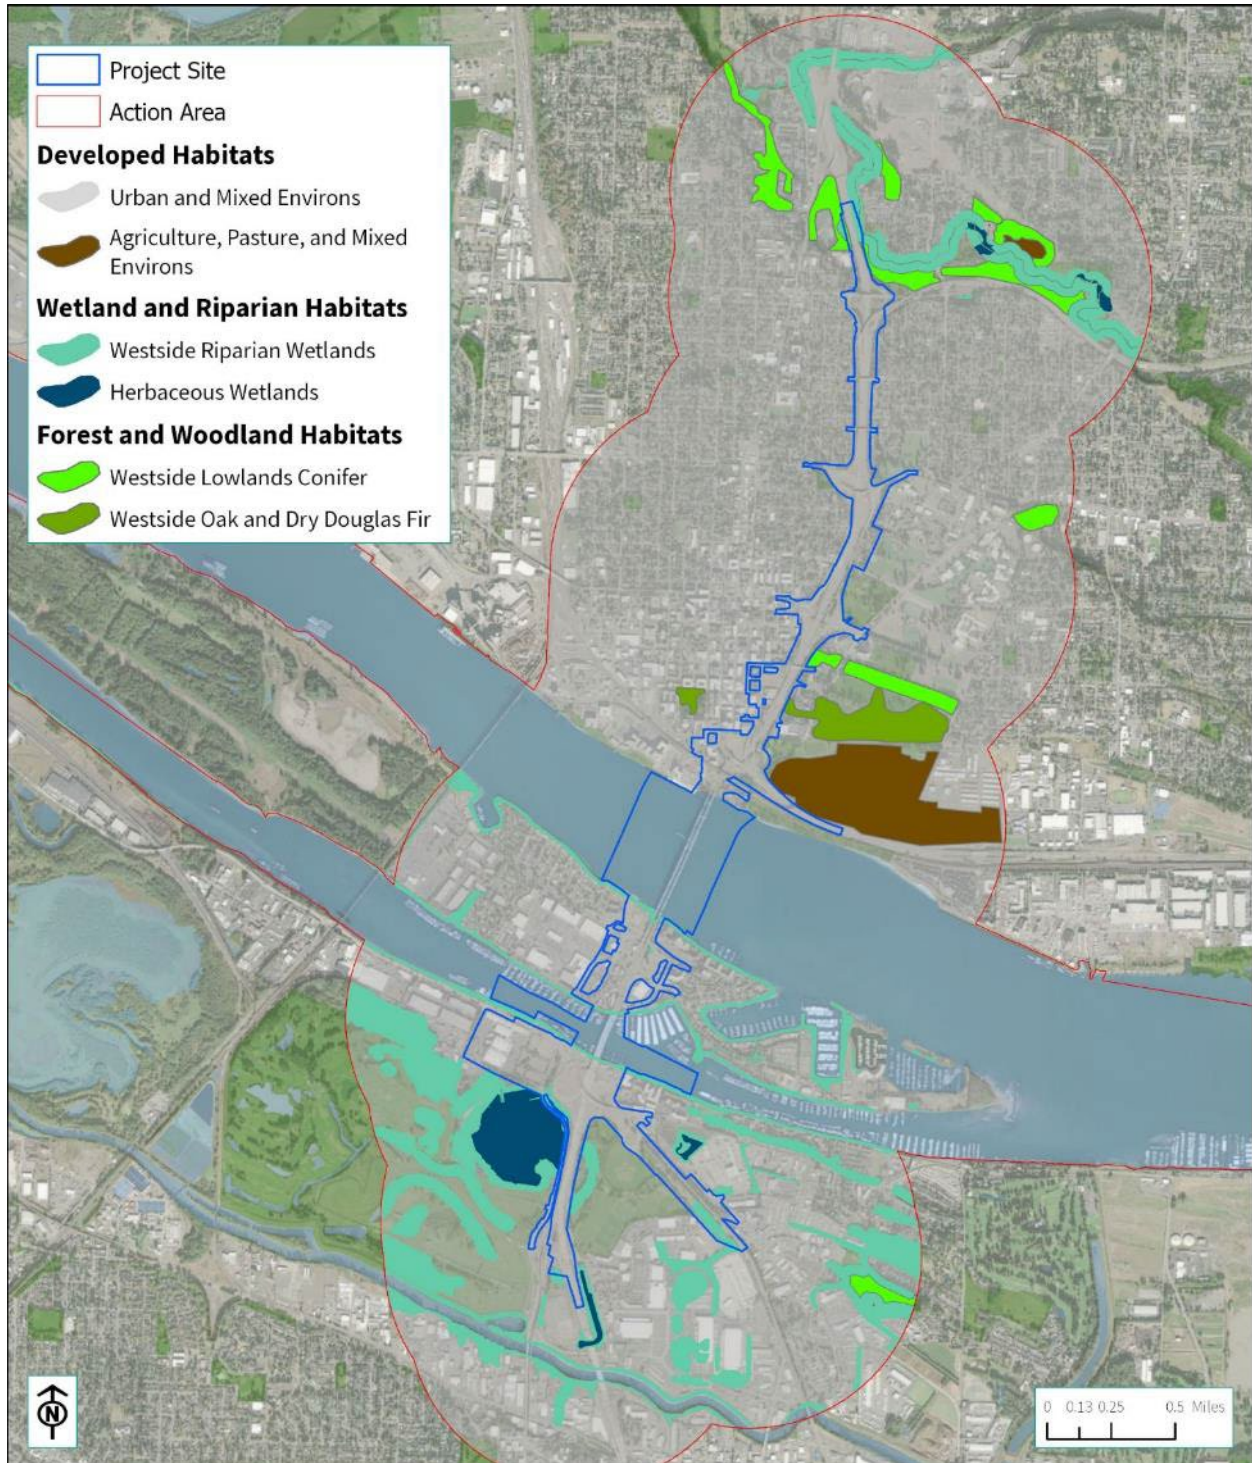 Project Site
Action Area
Developed Habitats
Urban and Mixed Environs
Agriculture, Pasture, and Mixed
Environs
Wetland and Riparian Habitats
Westside Riparian Wetlands
Herbaceous Wetlands
Forest and Woodland Habitats
Westside Lowlands Conifer
Westside Oak and Dry Douglas Fir
N
0 0.13 0.25 0.5 Miles